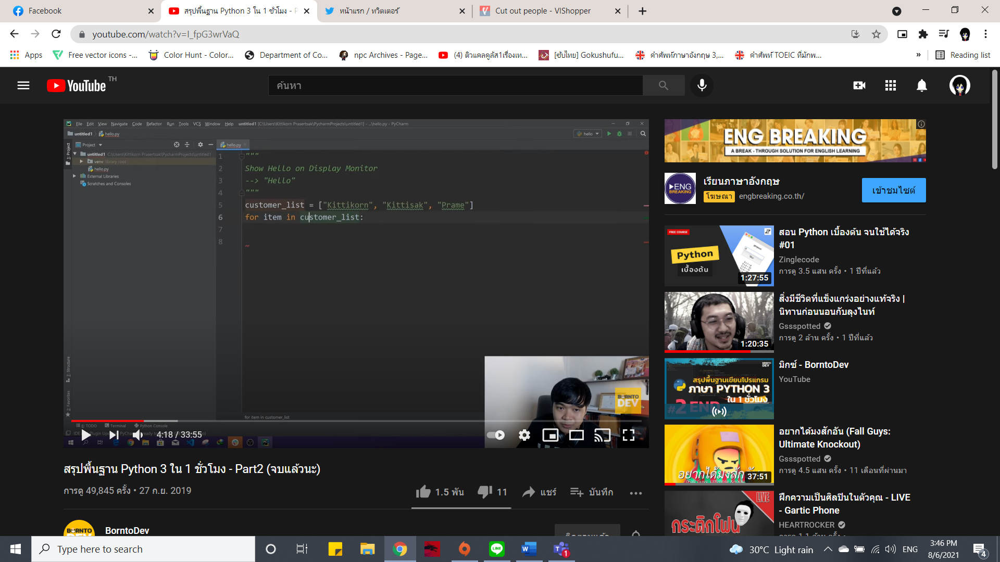 Facebook
สรุปพื้นฐาน Python 3 ใน 1 ชั่วโมง - P
หน้าแรก / ทวิตเตอร์
Cut out people - VIShopper
youtube.com/watch?v=I_fpG3wrVaQ
Apps
Free vector icons -...
Color Hunt - Color...
Department of Co...
npc Archives - Page...
(4) ติวแคลคูลัส1เรื่องเท...
[ซับไทย] Gokushufu...
คำศัพท์ภาษาอังกฤษ 3,...
คำศัพท์ TOEIC ที่มักพ...
»
Reading list
YouTube TH
ค้นหา
File Edit View Navigate Code Refactor Run Tools VCS Window Help untitled1 [C:\Users\Kittikorn Prasertsak\PycharmProjects\untitled1] - ...\hello.py - PyCharm
untitled1 hello.py
hello
Project
hello.py
1: Project
untitled1 C:\Users\Kittikorn Prasertsak\PycharmProjects\untitled1
venv library root
hello.py
External Libraries
Scratches and Consoles
1 """
2 Show Hello on Display Monitor
3 --> "Hello"
4 """
5 customer_list = ["Kittikorn", "Kittisak", "Prame"]
6 for item in customer_list:
7
8
Z: Structure
2: Favorites
for item in customer_list
6: TODO Terminal Python Console
4:18 / 33:55
BORNTO
DEV
สรุปพื้นฐาน Python 3 ใน 1 ชั่วโมง - Part2 (จบแล้วนะ)
การดู 49,845 ครั้ง • 27 ก.ย. 2019
1.5 พัน
11
แชร์
บันทึก
BORNTO
BorntoDev
ENG BREAKING
A BREAK - THROUGH SOLUTION FOR ENGLISH LEARNING
ENG
BREAKING
เรียนภาษาอังกฤษ
โฆษณา engbreaking.co.th/
เข้าชมไซต์
FREE COURSE
Python
เบื้องต้น
1:27:55
สอน Python เบื้องต้น จนใช้ได้จริง
#01
Zinglecode
การดู 3.5 แสน ครั้ง • 1 ปีที่แล้ว
1:20:35
สิ่งมีชีวิตที่แข็งแกร่งอย่างแท้จริง |
นิทานก่อนนอนกับลุงไนท์
Gssspotted
การดู 2 ล้าน ครั้ง • 1 ปีที่แล้ว
BORNTO
DEV
สรุปพื้นฐานเขียนโปรแกรม
ภาษา PYTHON 3
ใน 1 ชั่วโมง
#2 END
มิกซ์ - BorntoDev
YouTube
อยากได้มงสักอั
37:51
อยากได้มงสักอัน (Fall Guys:
Ultimate Knockout)
Gssspotted
การดู 4.5 แสน ครั้ง • 11 เดือนที่ผ่านมา
LIVE
กระติกโฟน
ฝึกความเป็นศิลปินในตัวคุณ - LIVE
- Gartic Phone
HEARTROCKER
Type here to search
1
30°C Light rain
ENG
3:46 PM
8/6/2021
4